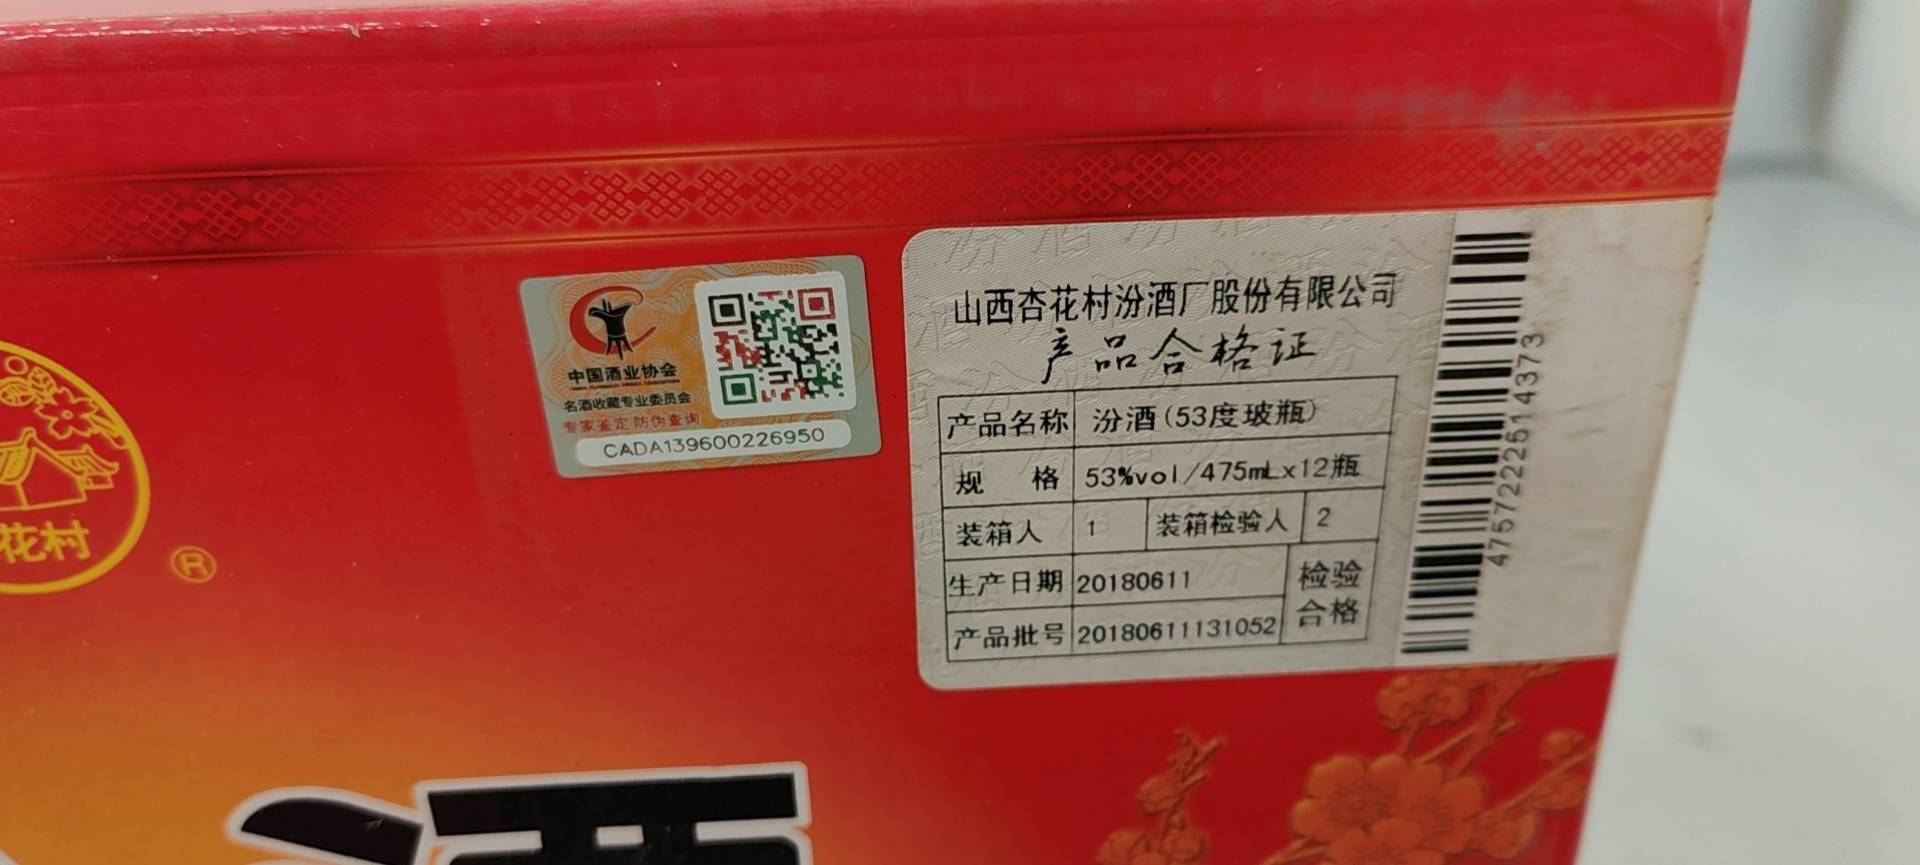 花村
®
中国酒业协会
名酒收藏专业委员会
专家鉴定 防伪查询
CADA139600226950
山西杏花村汾酒厂股份有限公司
产品合格证
产品名称 汾酒(53度玻瓶)
规 格 53%vol/475mLx12瓶
装箱人 1 装箱检验人 2
生产日期 20180611 检验
产品批号 20180611131052 合格
4757222514373
酒